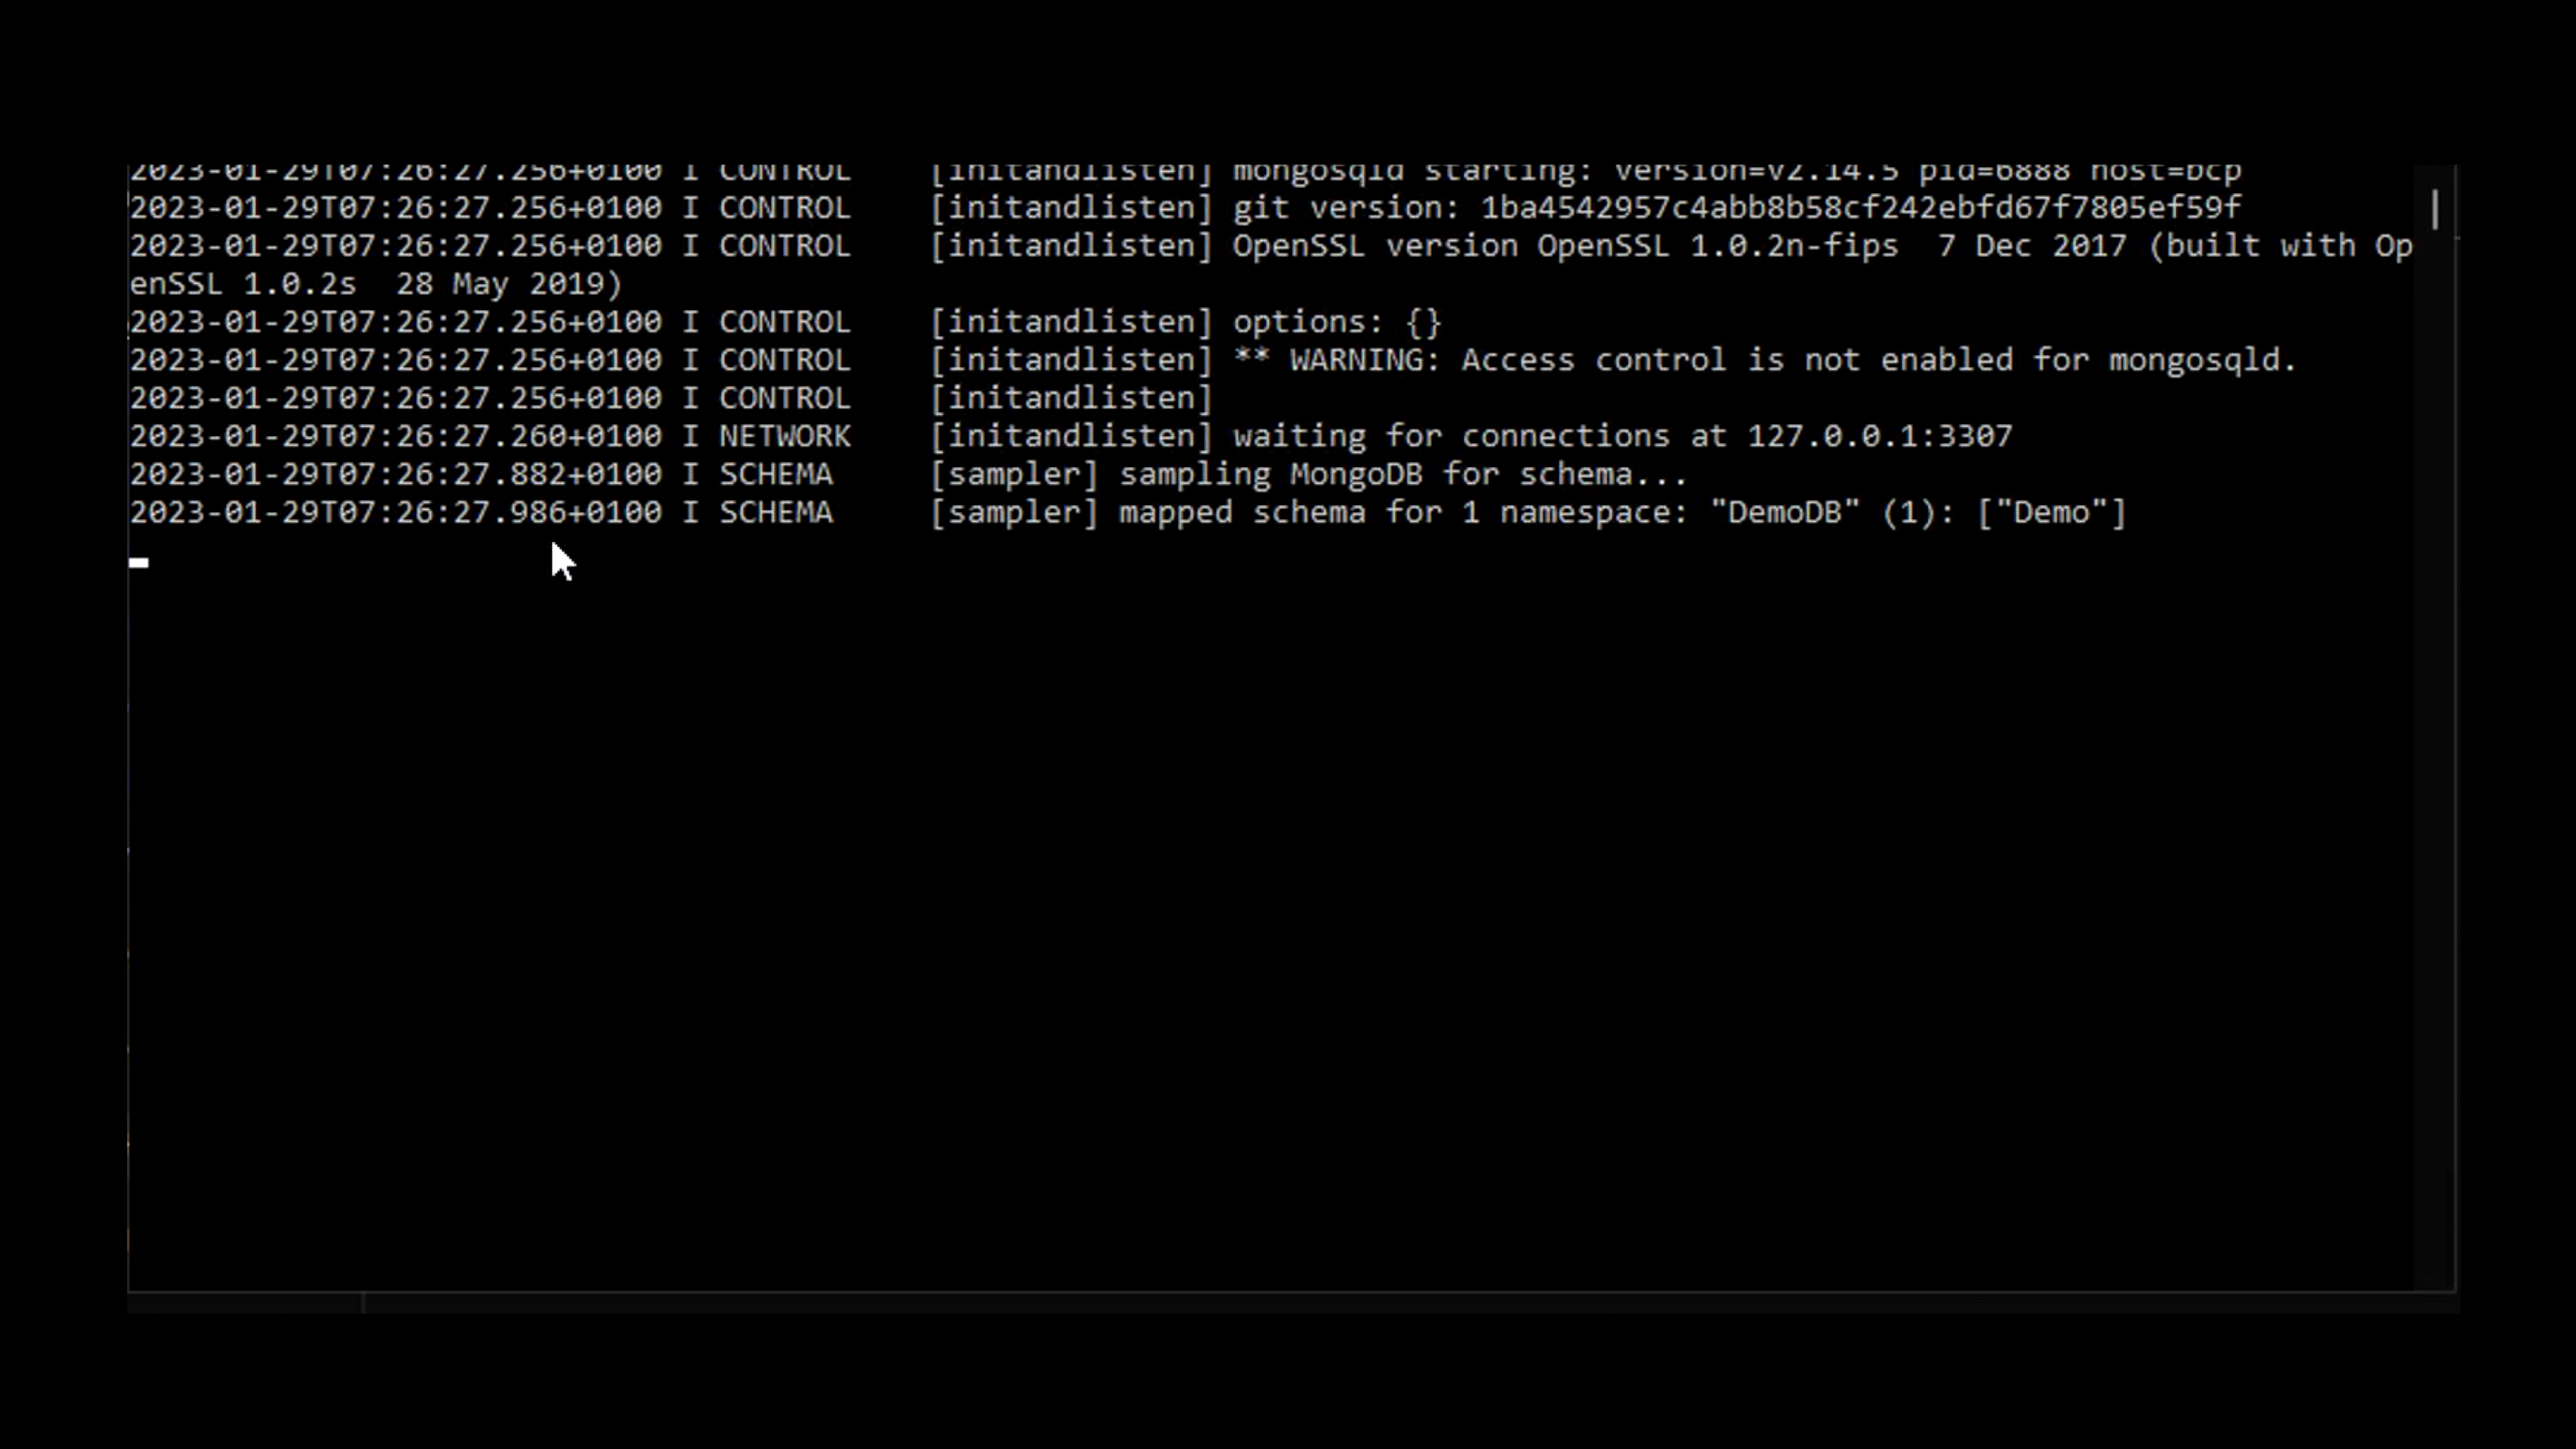 2023-01-29T07:26:27.256+0100 I CONTROL    [initandlisten] mongosqld starting: version=v2.14.5 pid=6888 host=bcp
2023-01-29T07:26:27.256+0100 I CONTROL    [initandlisten] git version: 1ba4542957c4abb8b58cf242ebfd67f7805ef59f
2023-01-29T07:26:27.256+0100 I CONTROL    [initandlisten] OpenSSL version OpenSSL 1.0.2n-fips  7 Dec 2017 (built with Op
enSSL 1.0.2s  28 May 2019)
2023-01-29T07:26:27.256+0100 I CONTROL    [initandlisten] options: {}
2023-01-29T07:26:27.256+0100 I CONTROL    [initandlisten] ** WARNING: Access control is not enabled for mongosqld.
2023-01-29T07:26:27.256+0100 I CONTROL    [initandlisten]
2023-01-29T07:26:27.260+0100 I NETWORK    [initandlisten] waiting for connections at 127.0.0.1:3307
2023-01-29T07:26:27.882+0100 I SCHEMA     [sampler] sampling MongoDB for schema...
2023-01-29T07:26:27.986+0100 I SCHEMA     [sampler] mapped schema for 1 namespace: "DemoDB" (1): ["Demo"]